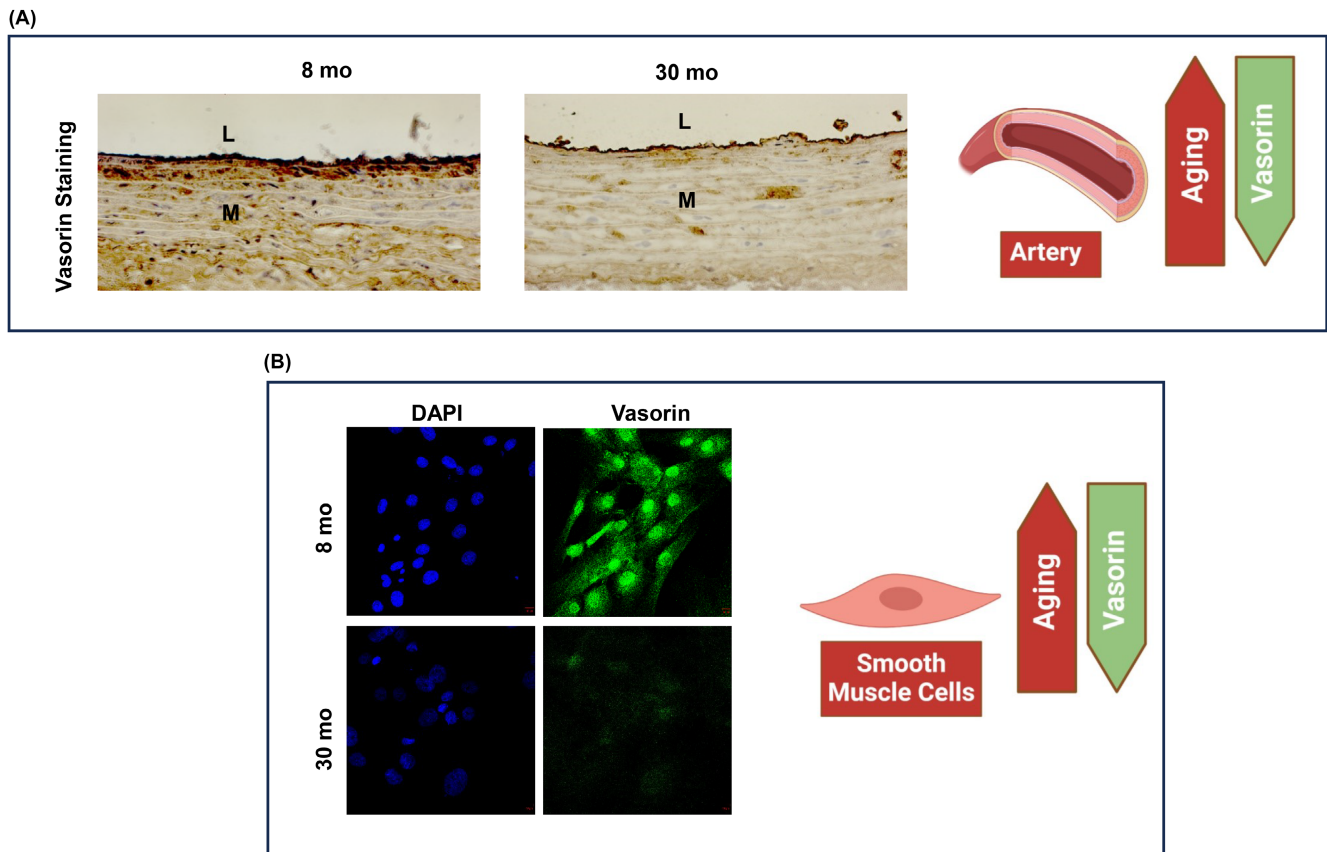 (A)
8 mo
30 mo
Vasorin Staining
L
M
L
M
Artery
Aging
Vasorin
(B)
DAPI
Vasorin
8 mo
30 mo
Smooth
Muscle Cells
Aging
Vasorin